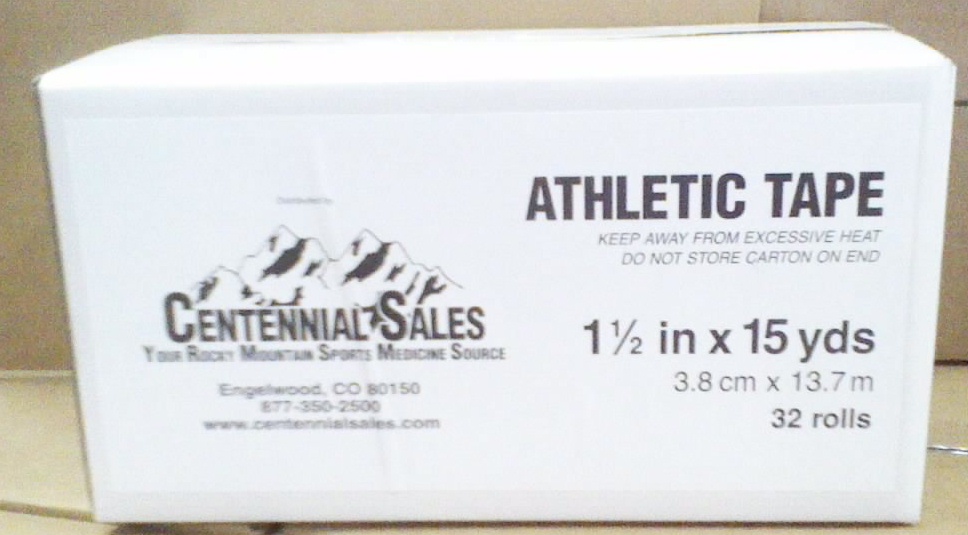 Distributed by
CENTENNIAL SALES
YOUR ROCKY MOUNTAIN SPORTS MEDICINE SOURCE
Engelwood, CO 80150
877-350-2500
www.centennialsales.com
ATHLETIC TAPE
KEEP AWAY FROM EXCESSIVE HEAT
DO NOT STORE CARTON ON END
1½ in x 15 yds
3.8 cm x 13.7 m
32 rolls